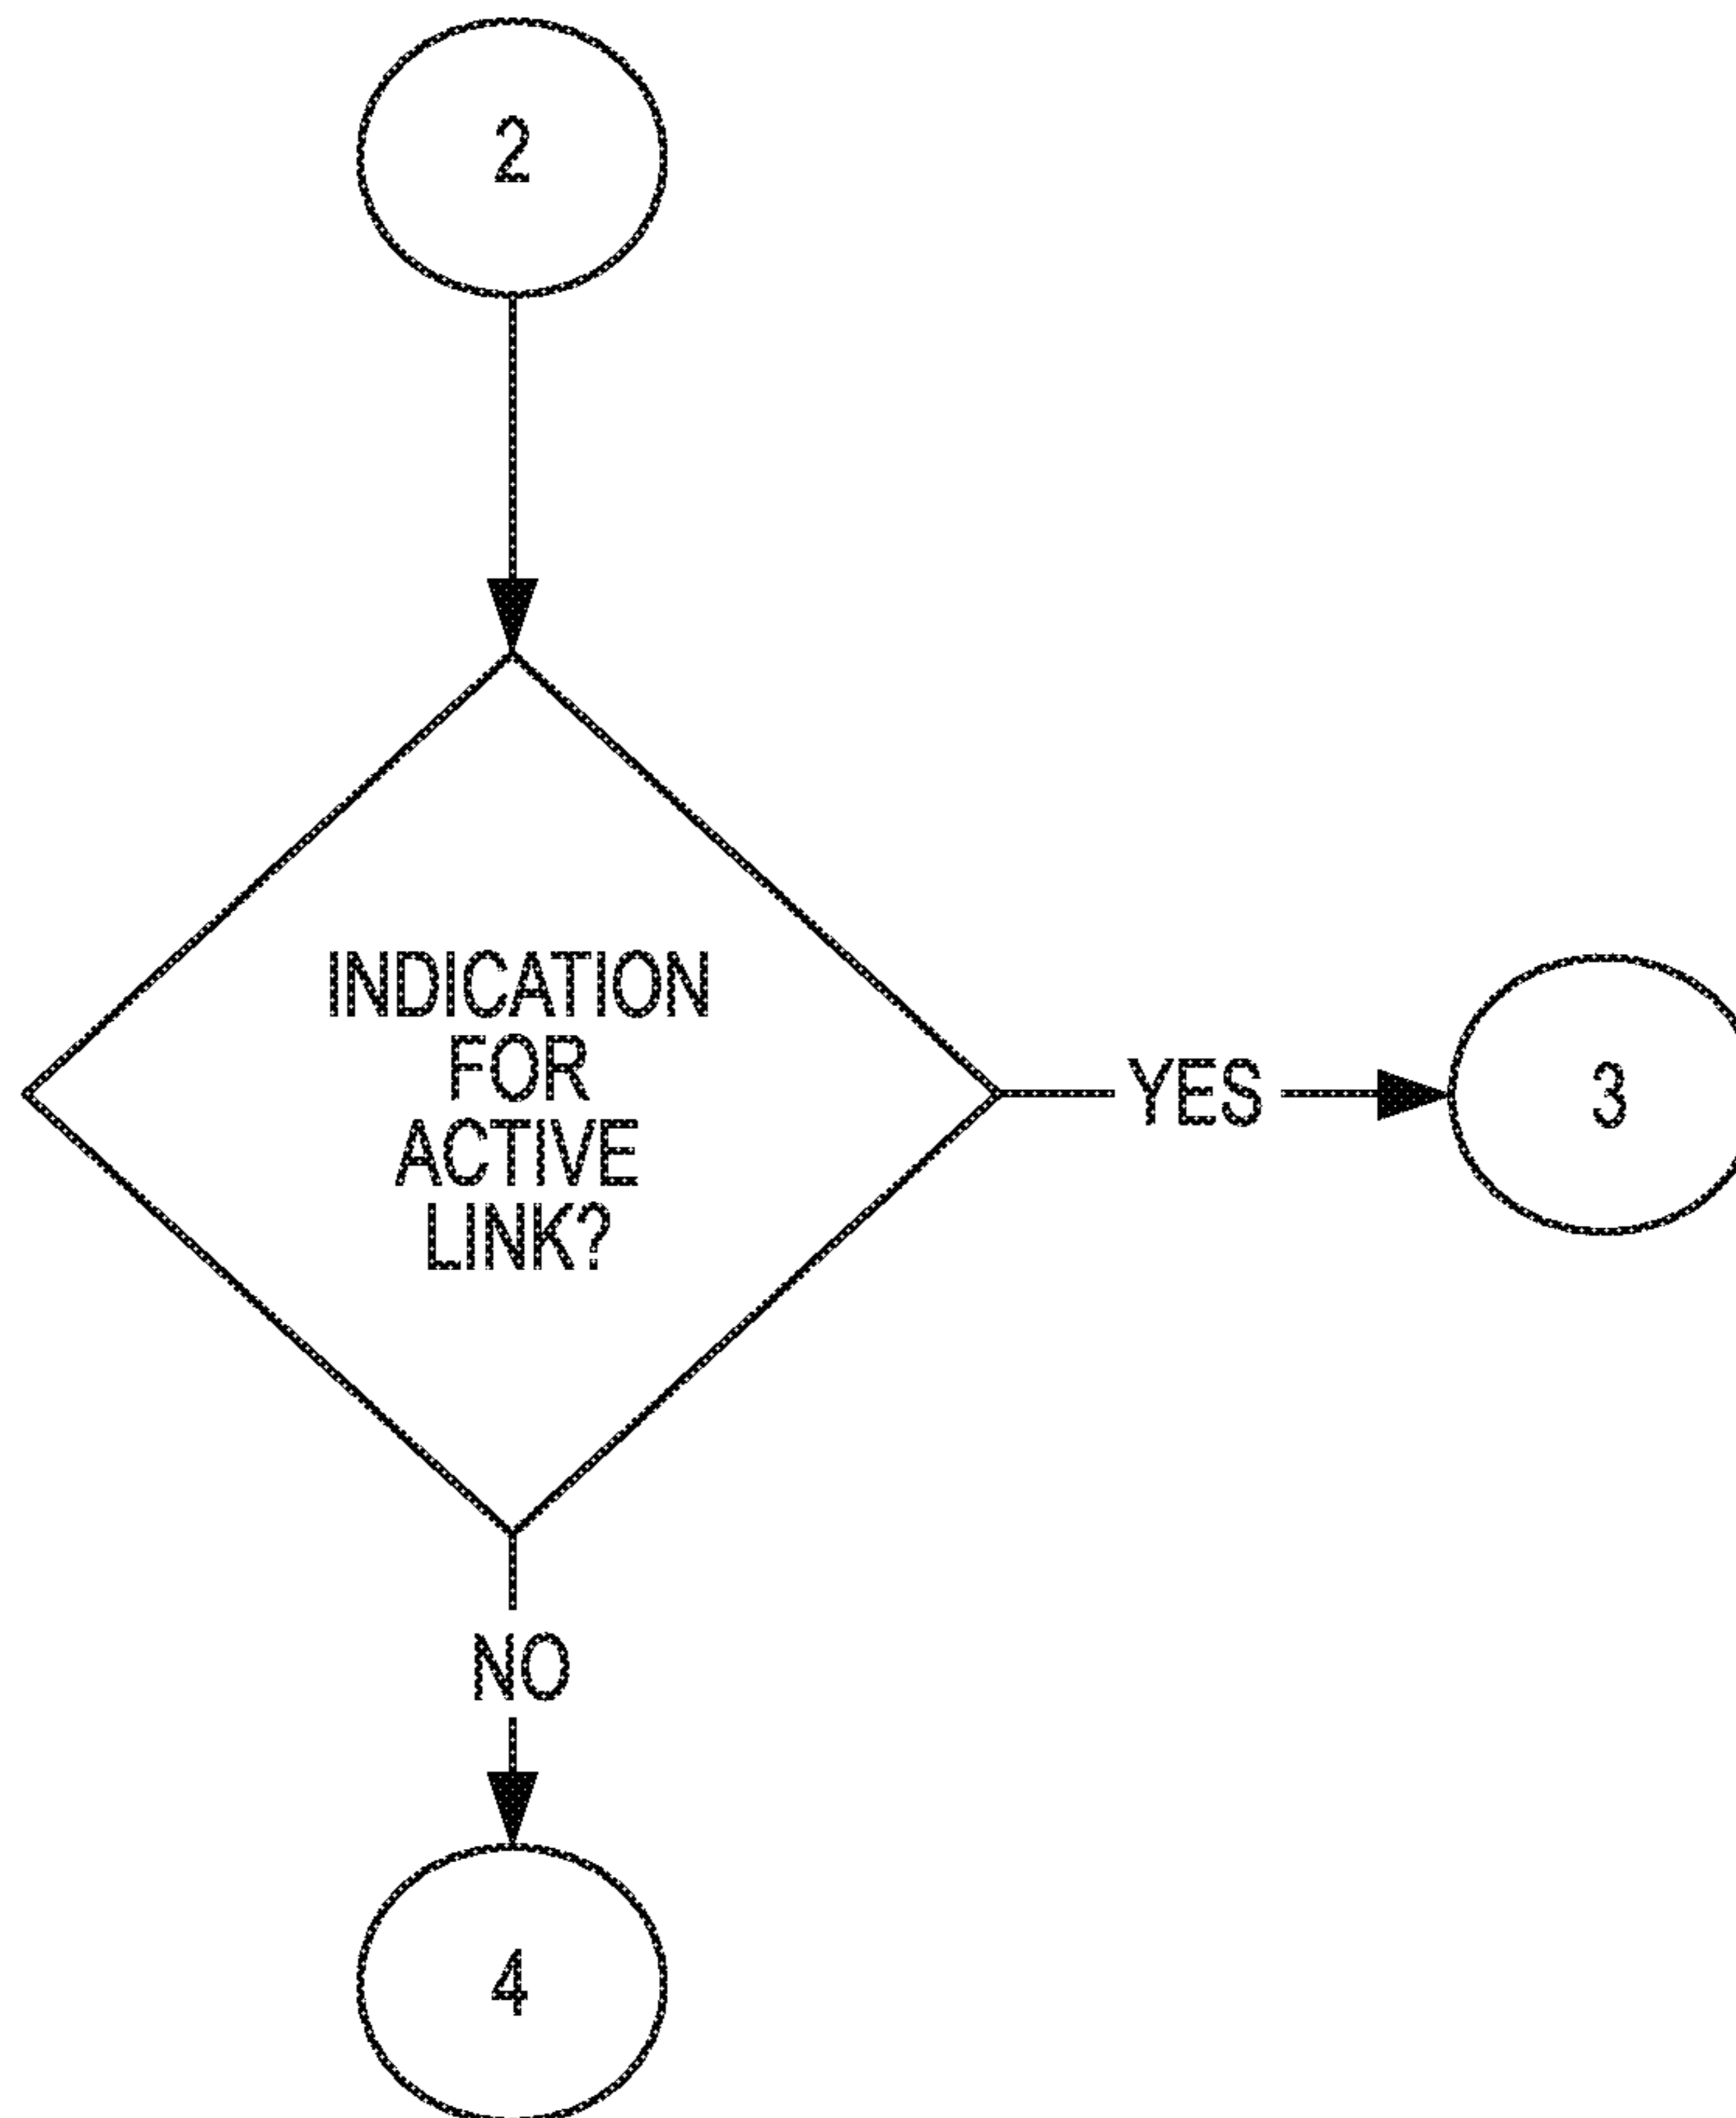 2
INDICATION
FOR
ACTIVE
LINK?
YES
3
NO
4